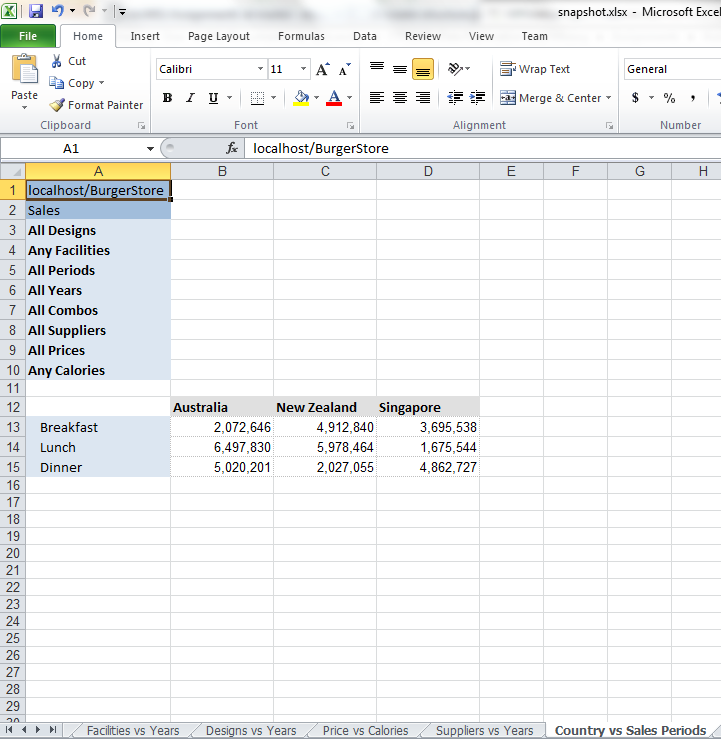 snapshot.xlsx - Microsoft Excel
File Home Insert Page Layout Formulas Data Review View Team
Paste Cut Copy Format Painter
Calibri 11 A A
B I U A
Wrap Text
Merge & Center
General
$ % ,
Clipboard Font Alignment Number
A1 fx localhost/BurgerStore
A B C D E F G H
1 localhost/BurgerStore
2 Sales
3 All Designs
4 Any Facilities
5 All Periods
6 All Years
7 All Combos
8 All Suppliers
9 All Prices
10 Any Calories
11
12 Australia New Zealand Singapore
13 Breakfast 2,072,646 4,912,840 3,695,538
14 Lunch 6,497,830 5,978,464 1,675,544
15 Dinner 5,020,201 2,027,055 4,862,727
16
17
18
19
20
21
22
23
24
25
26
27
28
29
Facilities vs Years Designs vs Years Price vs Calories Suppliers vs Years Country vs Sales Periods